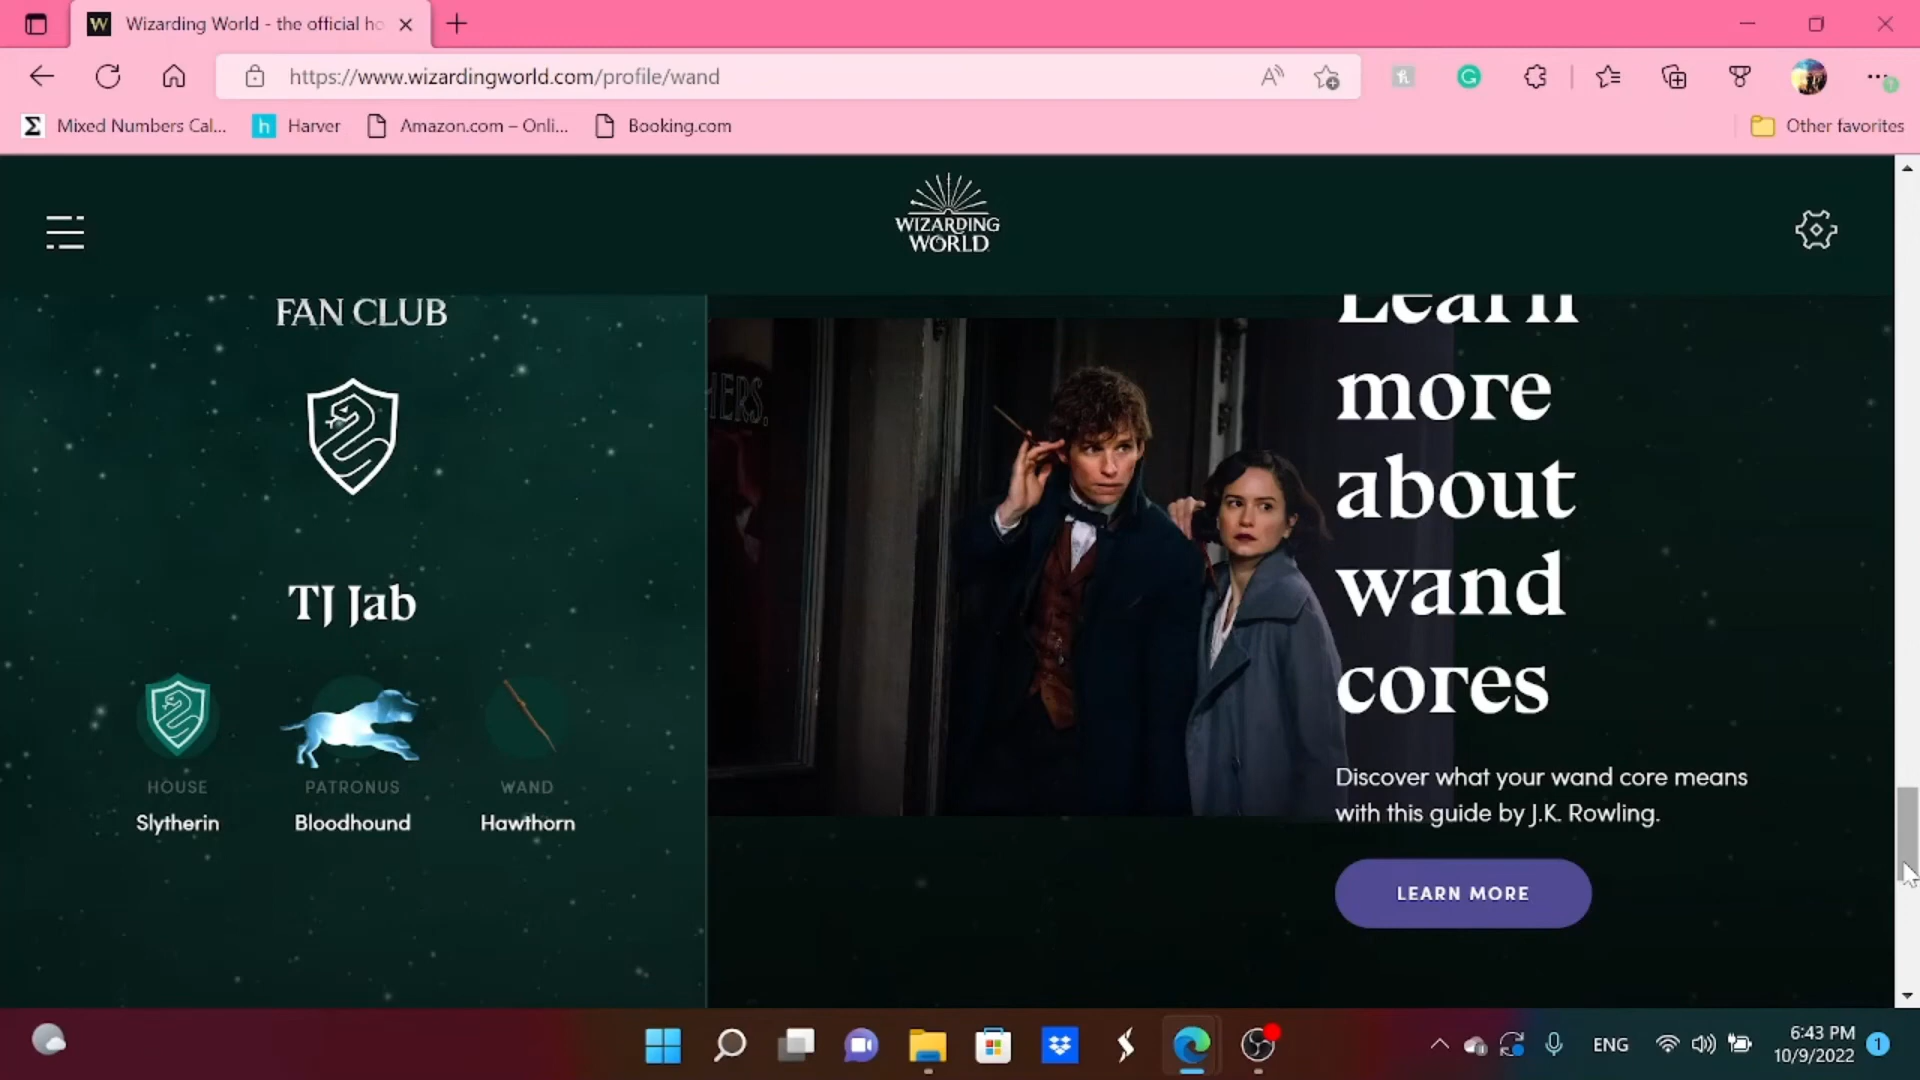 Wizarding World - the official ho
https://www.wizardingworld.com/profile/wand
Mixed Numbers Cal...
Harver
Amazon.com – Onli...
Booking.com
Other favorites
WIZARDING
WORLD
FAN CLUB
TJ Jab
HOUSE
PATRONUS
WAND
Slytherin
Bloodhound
Hawthorn
HERS.
Learn
more
about
wand
cores
Discover what your wand core means
with this guide by J.K. Rowling.
LEARN MORE
ENG
6:43 PM
10/9/2022
1